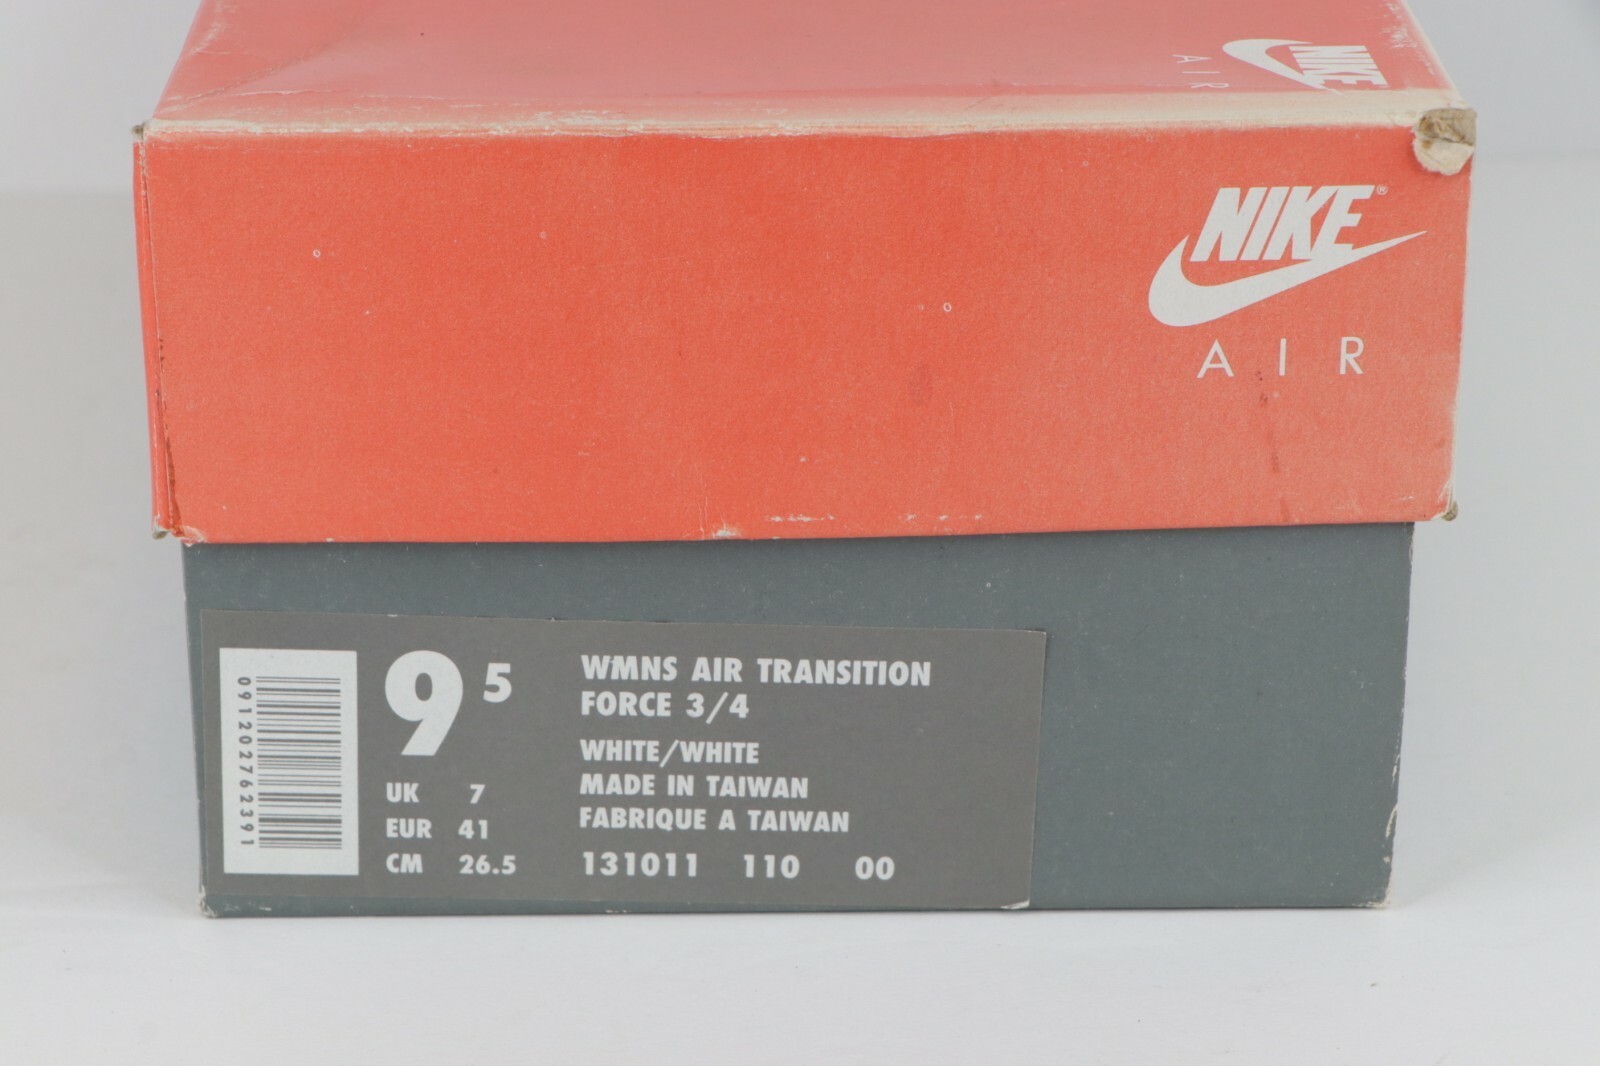 NIKE
AIR
NIKE®
AIR
091202762391
9 5
UK 7
EUR 41
CM 26.5
WMNS AIR TRANSITION
FORCE 3/4
WHITE/WHITE
MADE IN TAIWAN
FABRIQUE A TAIWAN
131011 110 00